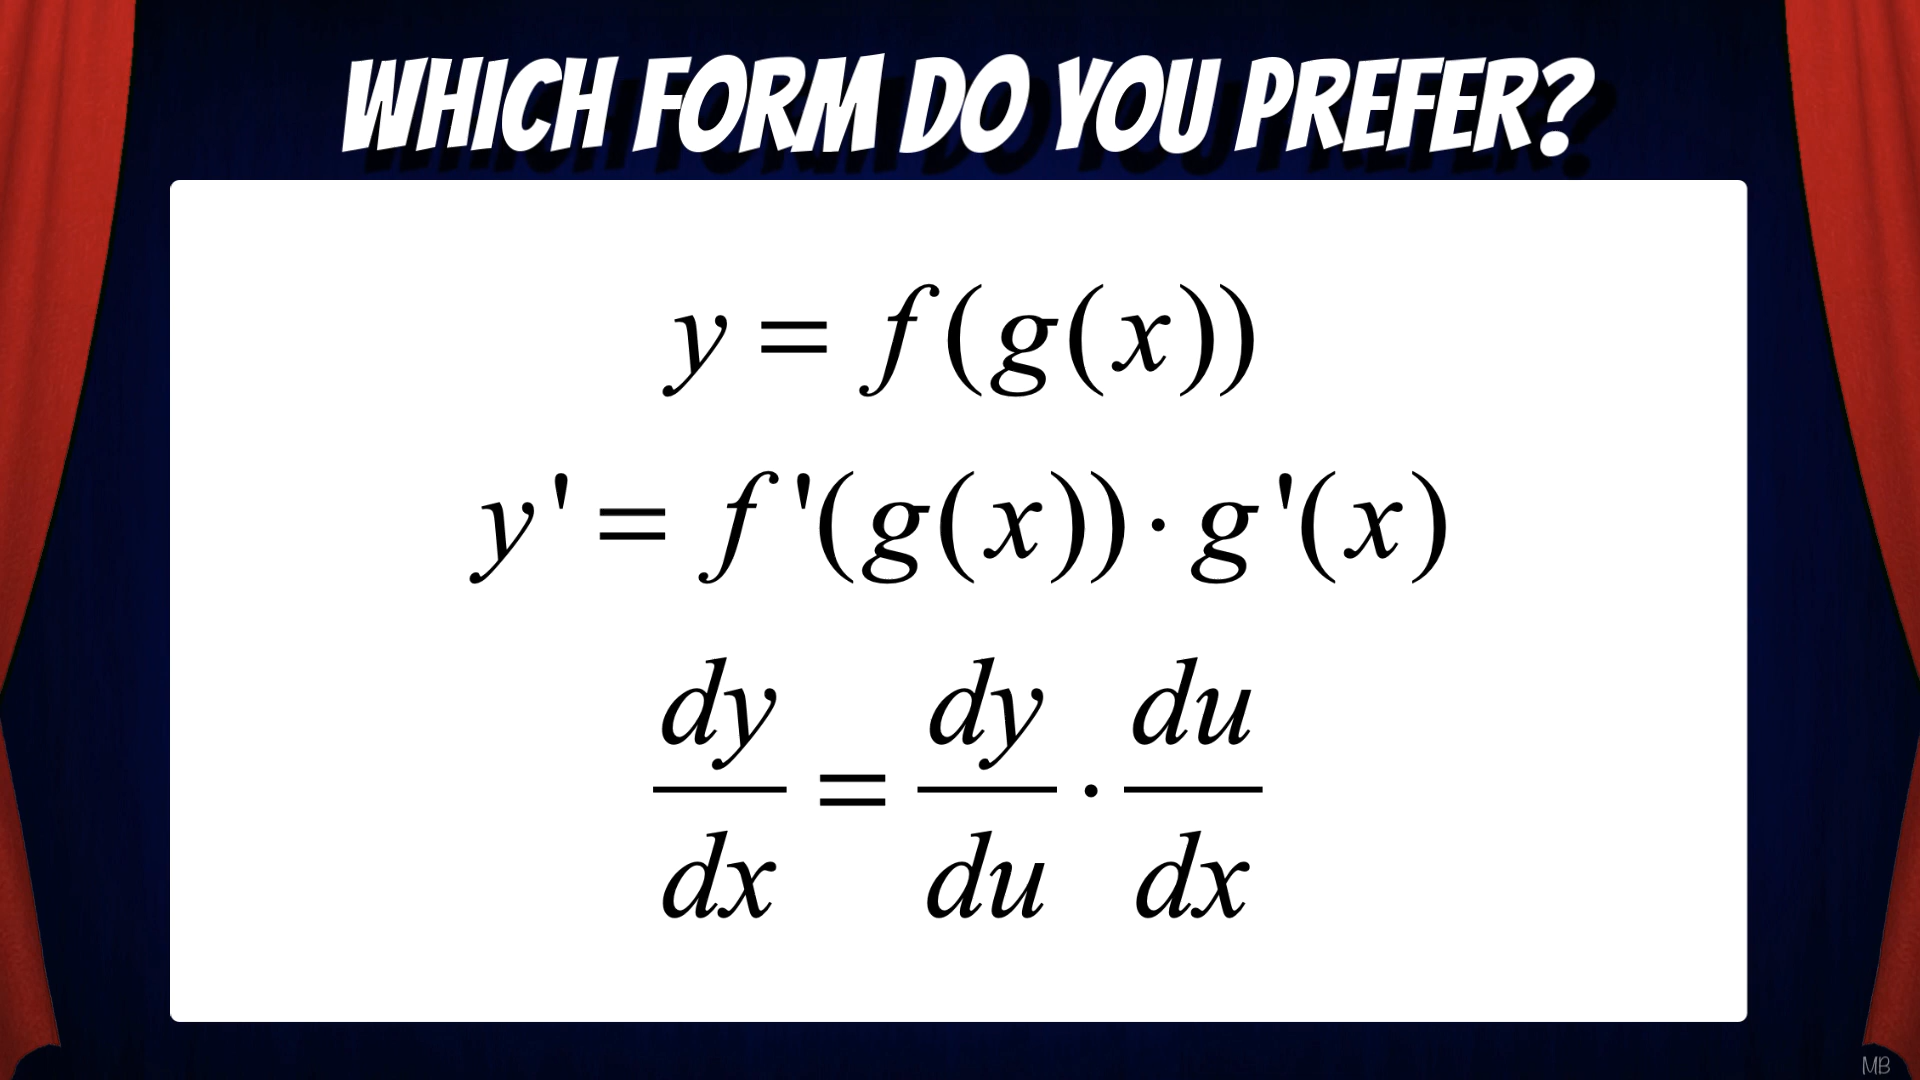 WHICH FORM DO YOU PREFER?
y = f(g(x))
y' = f'(g(x)) · g'(x)
dy/dx = dy/du · du/dx
MB